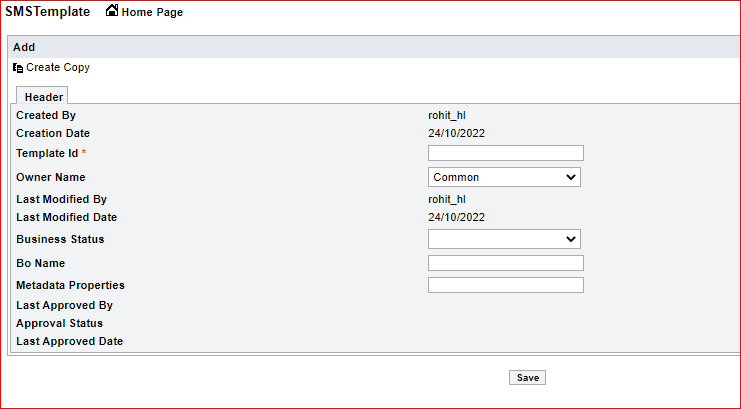 SMSTemplate Home Page
Add
Create Copy
Header
Created By rohit_hl
Creation Date 24/10/2022
Template Id *
Owner Name Common
Last Modified By rohit_hl
Last Modified Date 24/10/2022
Business Status
Bo Name
Metadata Properties
Last Approved By
Approval Status
Last Approved Date
Save